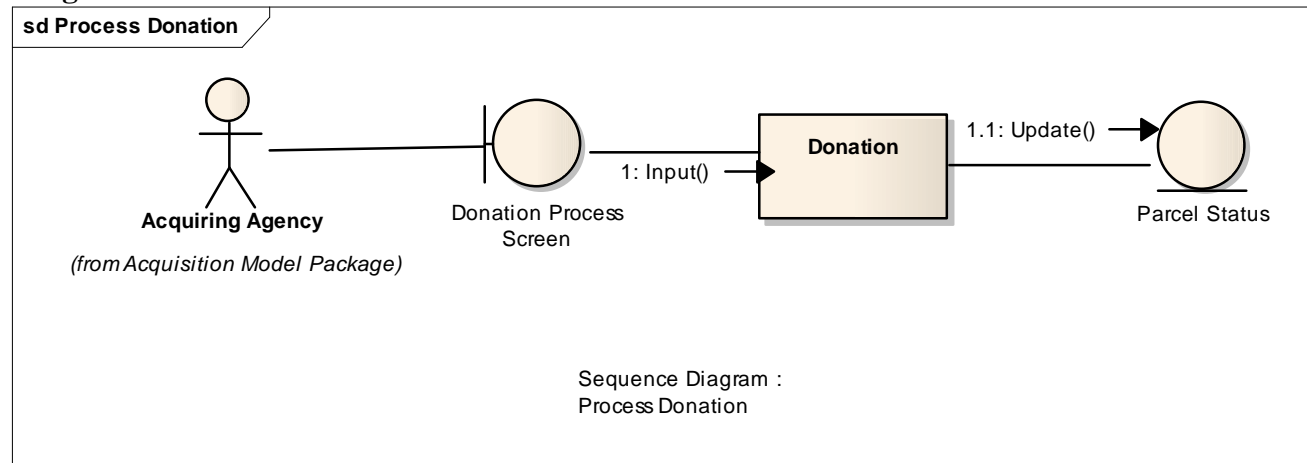 sd Process Donation
1.1: Update()
Donation
1: Input()
Acquiring Agency
(from Acquisition Model Package)
Donation Process
Screen
Parcel Status
Sequence Diagram :
Process Donation